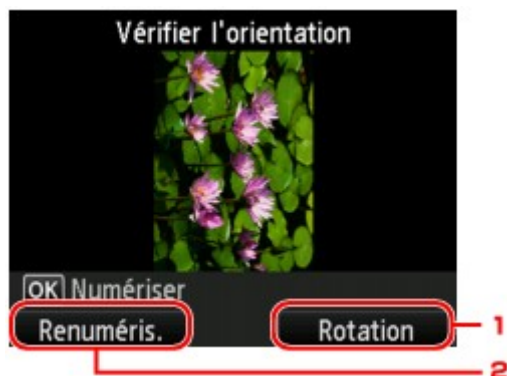 Vérifier l'orientation
OK Numériser
Renuméris. Rotation
1
2